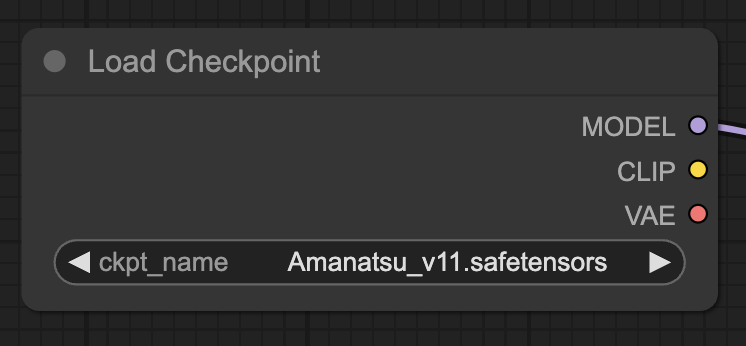 Load Checkpoint
MODEL
CLIP
VAE
ckpt_name Amanatsu_v11.safetensors